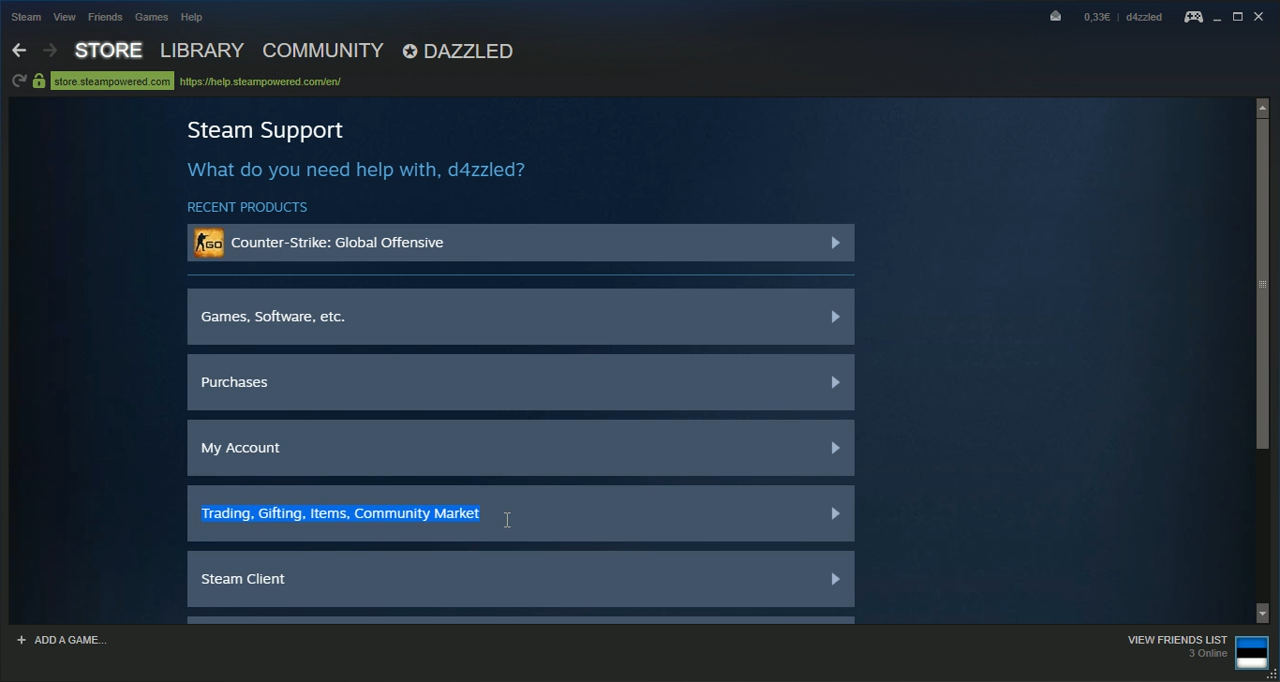 Steam View Friends Games Help
0,33€ | d4zzled
STORE LIBRARY COMMUNITY DAZZLED
store.steampowered.com https://help.steampowered.com/en/
Steam Support
What do you need help with, d4zzled?
RECENT PRODUCTS
GO Counter-Strike: Global Offensive
Games, Software, etc.
Purchases
My Account
Trading, Gifting, Items, Community Market
Steam Client
+ ADD A GAME...
VIEW FRIENDS LIST
3 Online